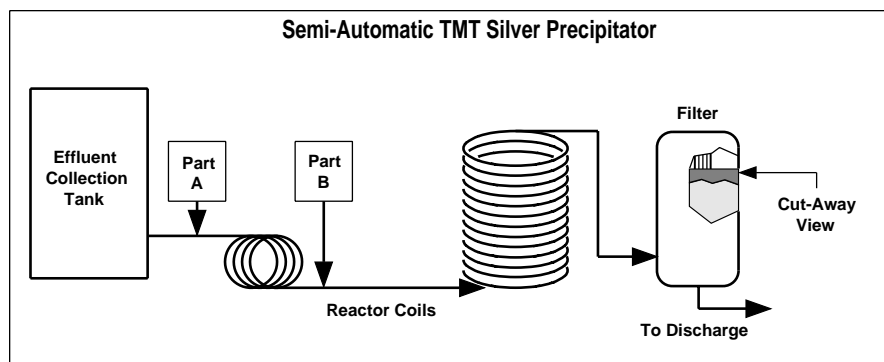 Semi-Automatic TMT Silver Precipitator
Effluent
Collection
Tank
Part
A
Part
B
Reactor Coils
Filter
Cut-Away
View
To Discharge